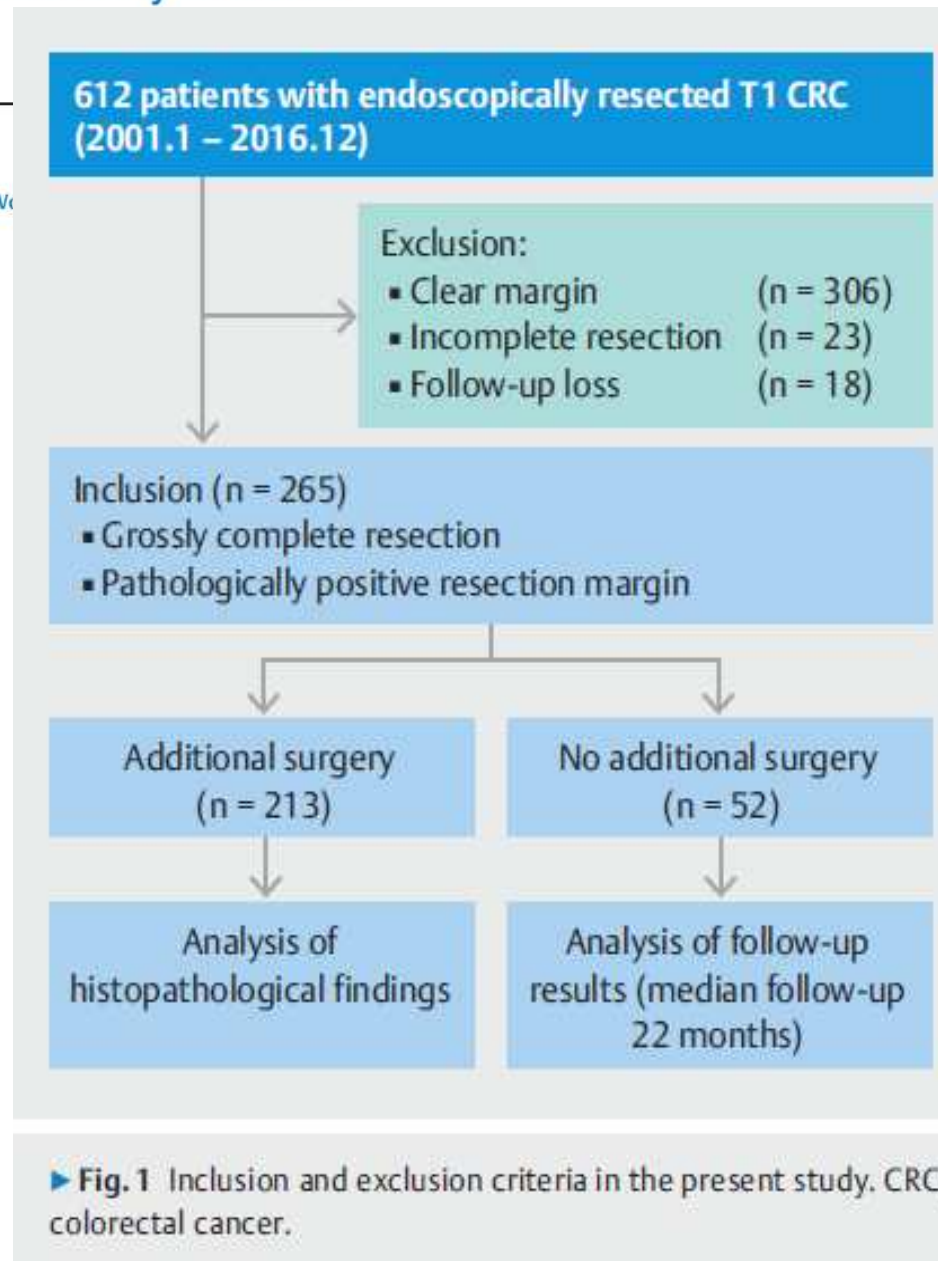 612 patients with endoscopically resected T1 CRC
(2001.1 – 2016.12)
Exclusion:
▪ Clear margin (n = 306)
▪ Incomplete resection (n = 23)
▪ Follow-up loss (n = 18)
Inclusion (n = 265)
▪ Grossly complete resection
▪ Pathologically positive resection margin
Additional surgery
(n = 213)
No additional surgery
(n = 52)
Analysis of
histopathological findings
Analysis of follow-up
results (median follow-up
22 months)
▶ Fig. 1 Inclusion and exclusion criteria in the present study. CRC
colorectal cancer.